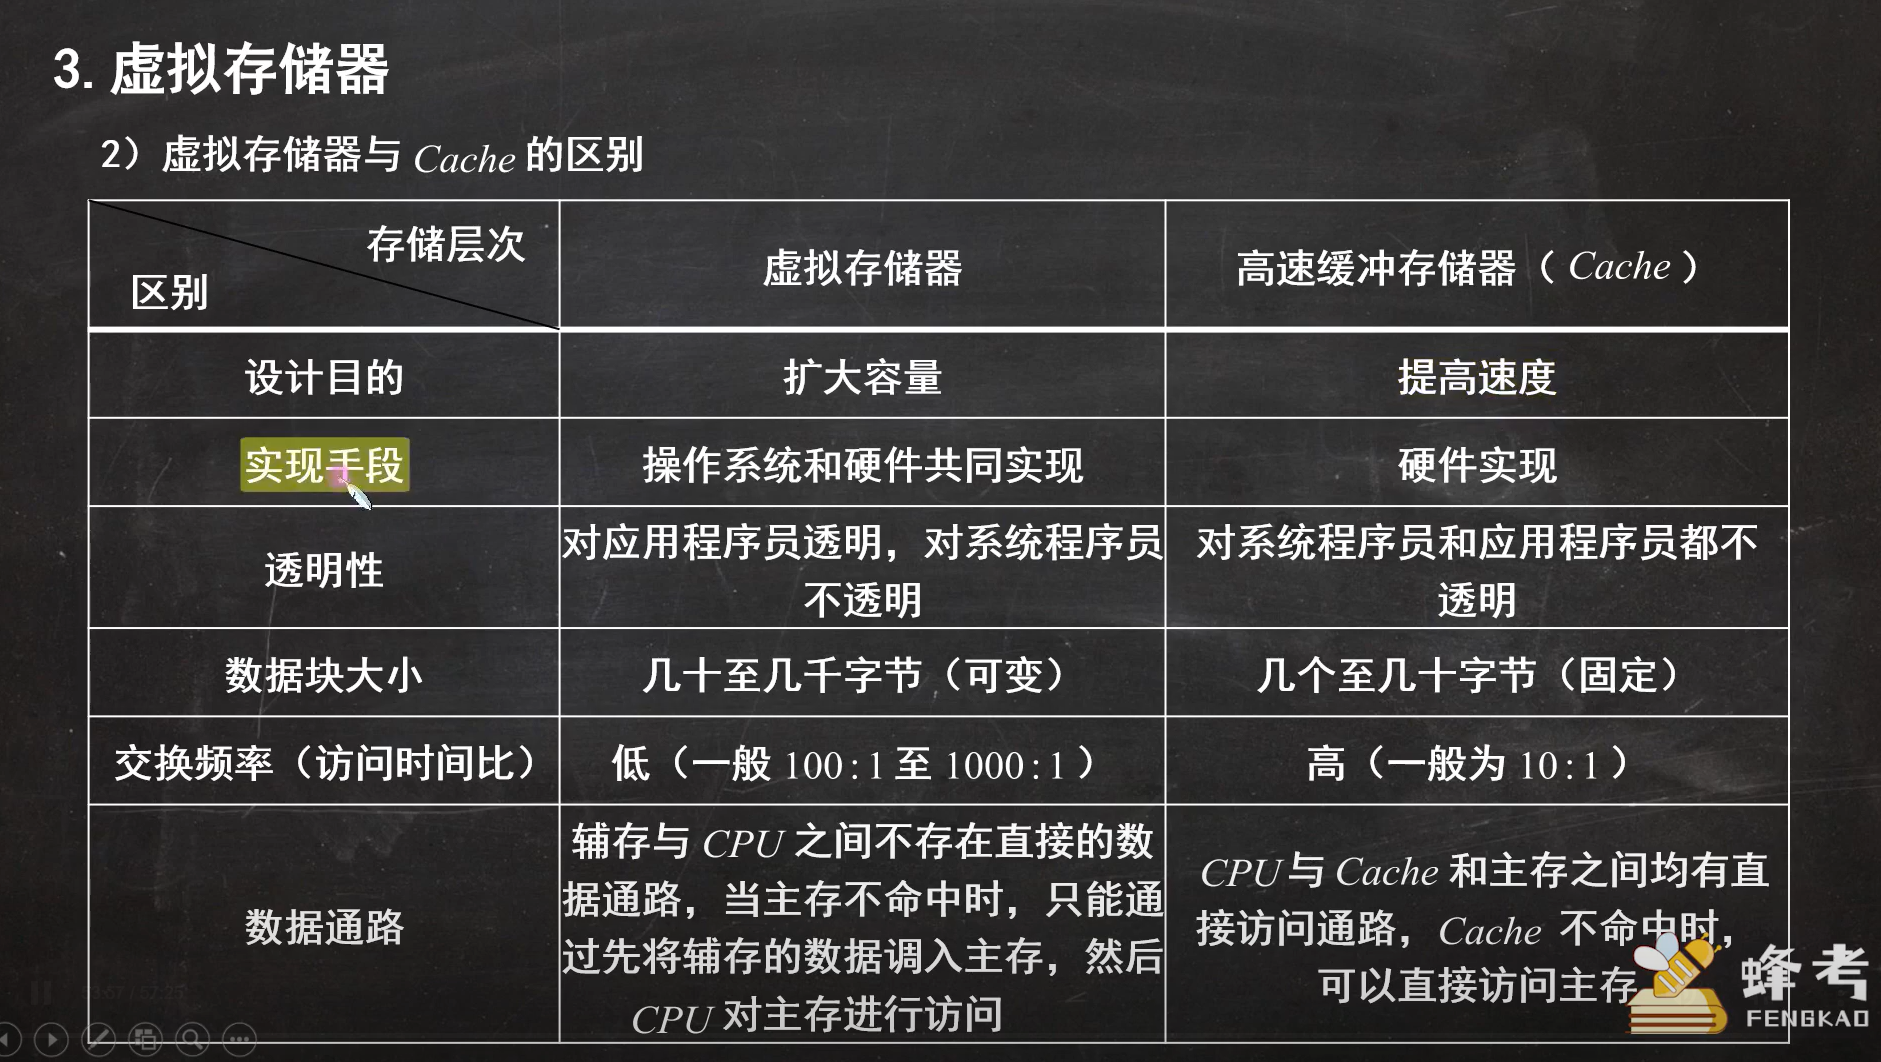 3. 虚拟存储器
2）虚拟存储器与 Cache 的区别
存储层次
区别
虚拟存储器
高速缓冲存储器（ Cache ）
设计目的
扩大容量
提高速度
实现手段
操作系统和硬件共同实现
硬件实现
透明性
对应用程序员透明，对系统程序员
不透明
对系统程序员和应用程序员都不
透明
数据块大小
几十至几千字节（可变）
几个至几十字节（固定）
交换频率（访问时间比）
低（一般 100 : 1 至 1000 : 1 ）
高（一般为 10 : 1 ）
数据通路
辅存与 CPU 之间不存在直接的数
据通路，当主存不命中时，只能通
过先将辅存的数据调入主存，然后
CPU 对主存进行访问
CPU 与 Cache 和主存之间均有直
接访问通路，Cache 不命中时，
可以直接访问主存
蜂考
FENGKAO